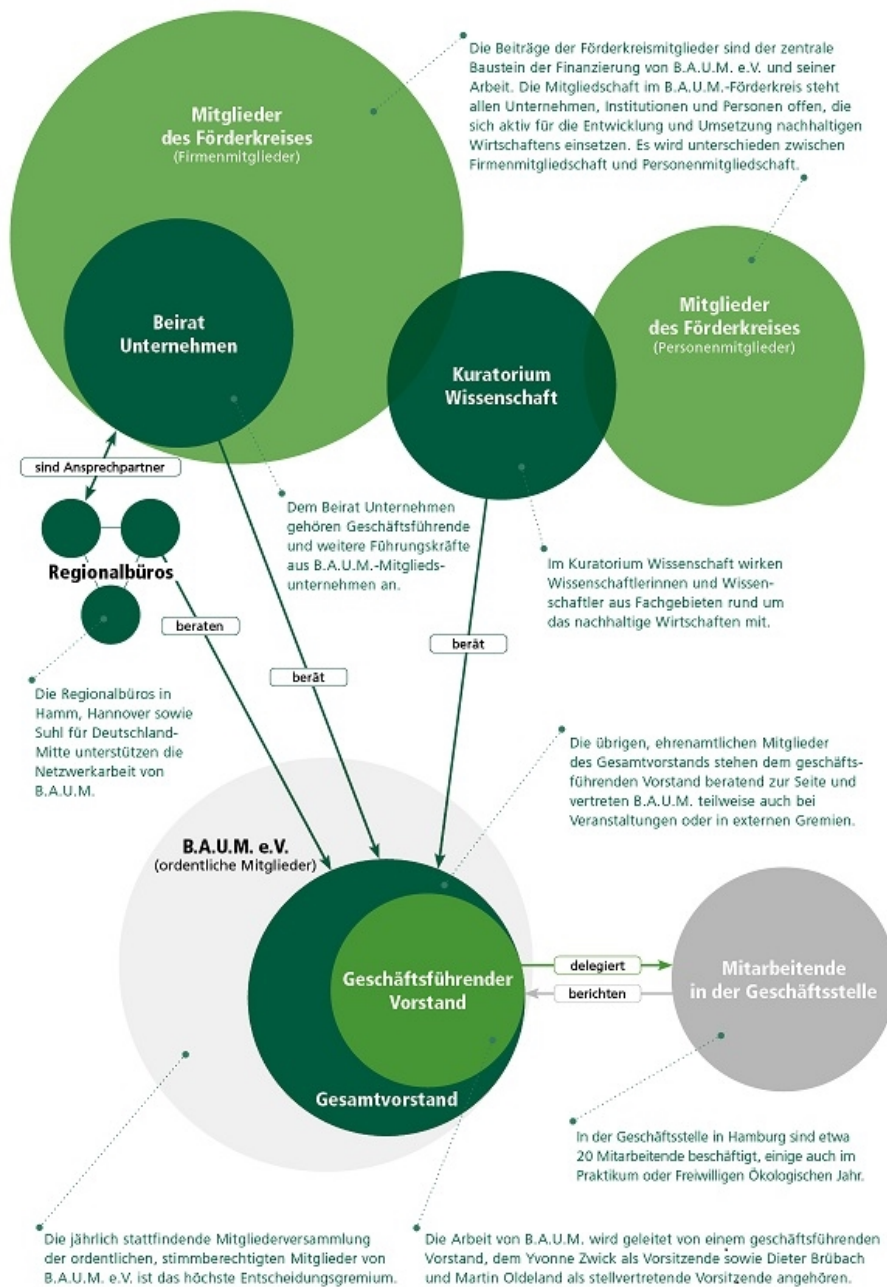 Die Beiträge der Förderkreismitglieder sind der zentrale
Baustein der Finanzierung von B.A.U.M. e.V. und seiner
Arbeit. Die Mitgliedschaft im B.A.U.M.-Förderkreis steht
allen Unternehmen, Institutionen und Personen offen, die
sich aktiv für die Entwicklung und Umsetzung nachhaltigen
Wirtschaftens einsetzen. Es wird unterschieden zwischen
Firmenmitgliedschaft und Personenmitgliedschaft.
Mitglieder
des Förderkreises
(Firmenmitglieder)
Beirat
Unternehmen
Kuratorium
Wissenschaft
Mitglieder
des Förderkreises
(Personenmitglieder)
sind Ansprechpartner
Regionalbüros
Dem Beirat Unternehmen
gehören Geschäftsführende
und weitere Führungskräfte
aus B.A.U.M.-Mitglieds-
unternehmen an.
Im Kuratorium Wissenschaft wirken
Wissenschaftlerinnen und Wissen-
schaftler aus Fachgebieten rund um
das nachhaltige Wirtschaften mit.
beraten
berät
berät
Die Regionalbüros in
Hamm, Hannover sowie
Suhl für Deutschland-
Mitte unterstützen die
Netzwerkarbeit von
B.A.U.M.
Die übrigen, ehrenamtlichen Mitglieder
des Gesamtvorstands stehen dem geschäfts-
führenden Vorstand beratend zur Seite und
vertreten B.A.U.M. teilweise auch bei
Veranstaltungen oder in externen Gremien.
B.A.U.M. e.V.
(ordentliche Mitglieder)
Geschäftsführender
Vorstand
Gesamtvorstand
delegiert
berichten
Mitarbeitende
in der Geschäftsstelle
In der Geschäftsstelle in Hamburg sind etwa
20 Mitarbeitende beschäftigt, einige auch im
Praktikum oder Freiwilligen Ökologischen Jahr.
Die jährlich stattfindende Mitgliederversammlung
der ordentlichen, stimmberechtigten Mitglieder von
B.A.U.M. e.V. ist das höchste Entscheidungsgremium.
Die Arbeit von B.A.U.M. wird geleitet von einem geschäftsführenden
Vorstand, dem Yvonne Zwick als Vorsitzende sowie Dieter Brübach
und Martin Oldeland als stellvertretende Vorsitzende angehören.